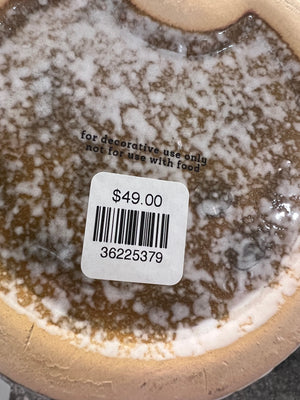 for decorative use only
not for use with food
$49.00
36225379